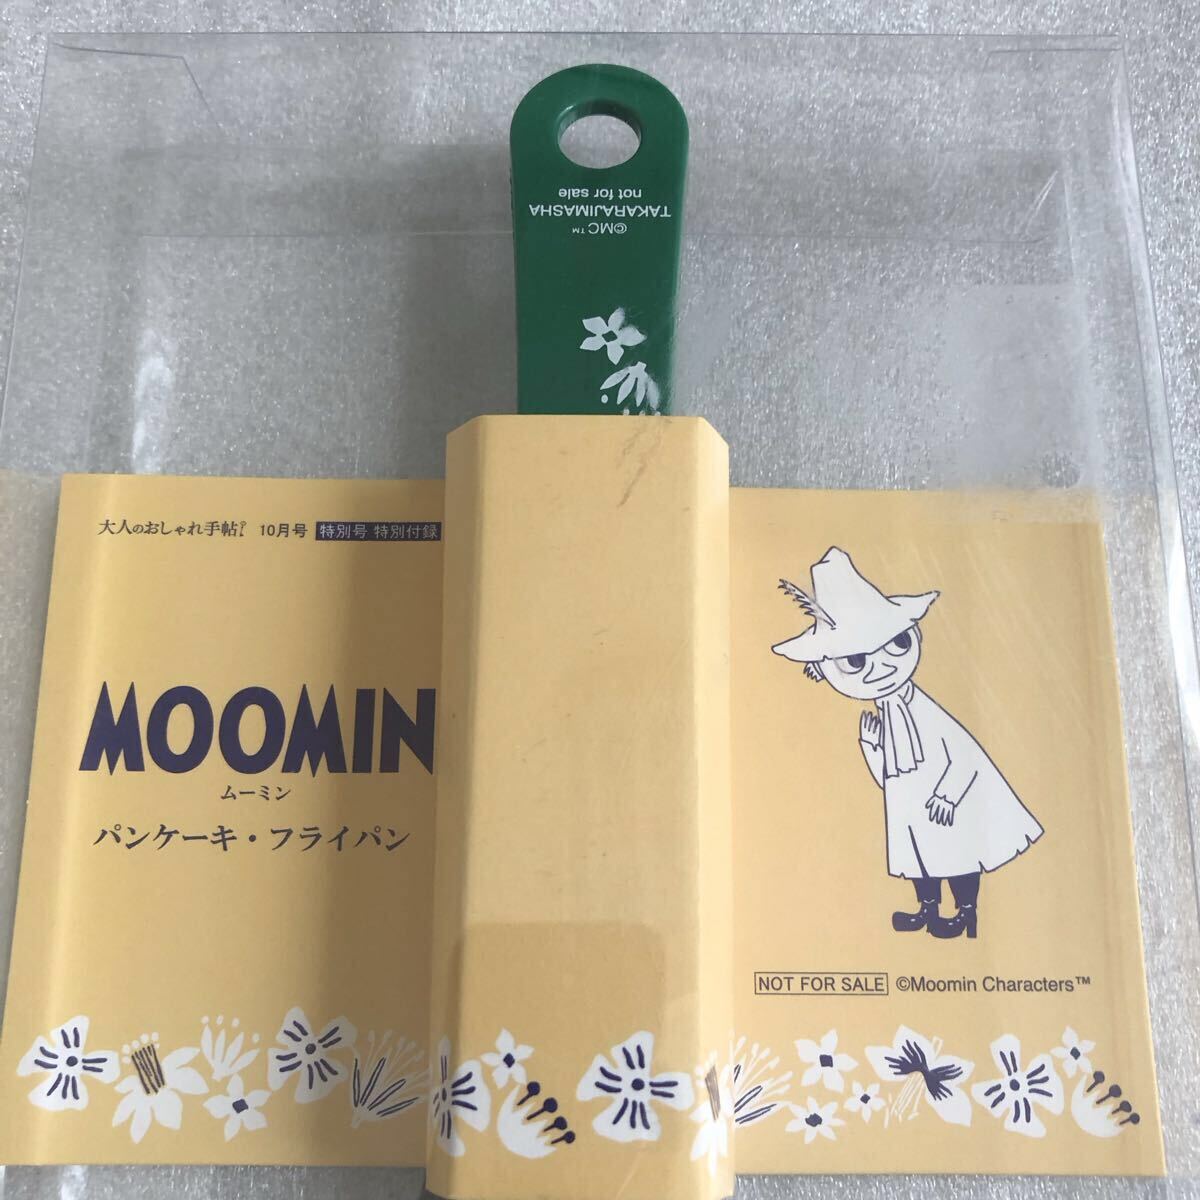 not for sale
TAKARAJIMASHA
©MC™
大人のおしゃれ手帖 10月号 特別号 特別付録
MOOMIN
ムーミン
パンケーキ・フライパン
NOT FOR SALE ©Moomin Characters™